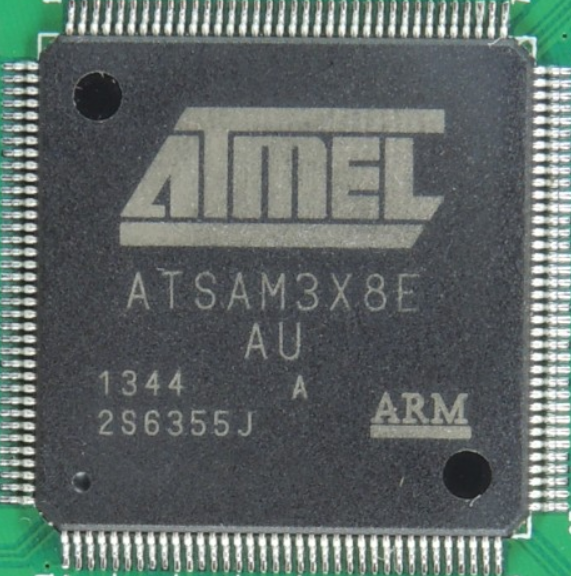 ATMEL
ATSAM3X8E
AU
1344 A
2S6355J
ARM